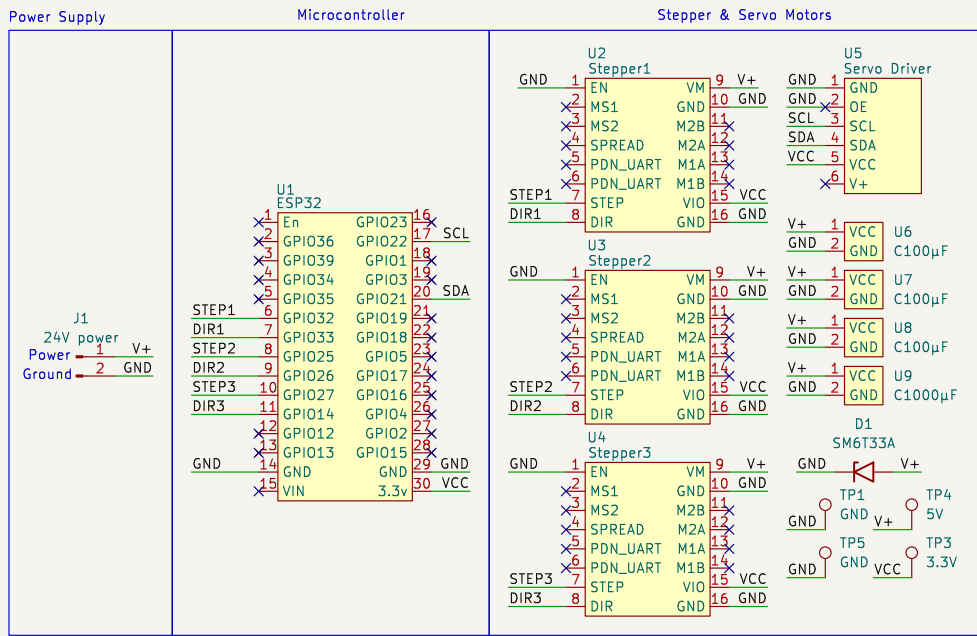 Power Supply
Microcontroller
Stepper & Servo Motors
J1
24V power
Power 1 V+
Ground 2 GND
U1
ESP32
1 En GPIO23 16
2 GPIO36 GPIO22 17 SCL
3 GPIO39 GPIO1 18
4 GPIO34 GPIO3 19
5 GPIO35 GPIO21 20 SDA
STEP1 6 GPIO32 GPIO19 21
DIR1 7 GPIO33 GPIO18 22
STEP2 8 GPIO25 GPIO5 23
DIR2 9 GPIO26 GPIO17 24
STEP3 10 GPIO27 GPIO16 25
DIR3 11 GPIO14 GPIO4 26
12 GPIO12 GPIO2 27
13 GPIO13 GPIO15 28
GND 14 GND GND 29 GND
15 VIN 3.3v 30 VCC
U2
Stepper1
GND 1 EN VM 9 V+
2 MS1 GND 10 GND
3 MS2 M2B 11
4 SPREAD M2A 12
5 PDN_UART M1A 13
6 PDN_UART M1B 14
STEP1 7 STEP VIO 15 VCC
DIR1 8 DIR GND 16 GND
U3
Stepper2
GND 1 EN VM 9 V+
2 MS1 GND 10 GND
3 MS2 M2B 11
4 SPREAD M2A 12
5 PDN_UART M1A 13
6 PDN_UART M1B 14
STEP2 7 STEP VIO 15 VCC
DIR2 8 DIR GND 16 GND
U4
Stepper3
GND 1 EN VM 9 V+
2 MS1 GND 10 GND
3 MS2 M2B 11
4 SPREAD M2A 12
5 PDN_UART M1A 13
6 PDN_UART M1B 14
STEP3 7 STEP VIO 15 VCC
DIR3 8 DIR GND 16 GND
U5
Servo Driver
GND 1 GND
GND 2 OE
SCL 3 SCL
SDA 4 SDA
VCC 5 VCC
6 V+
V+ 1 VCC U6
GND 2 GND C100µF
V+ 1 VCC U7
GND 2 GND C100µF
V+ 1 VCC U8
GND 2 GND C100µF
V+ 1 VCC U9
GND 2 GND C1000µF
D1
SM6T33A
GND V+
TP1 TP4
GND GND V+ 5V
TP5 TP3
GND GND VCC 3.3V